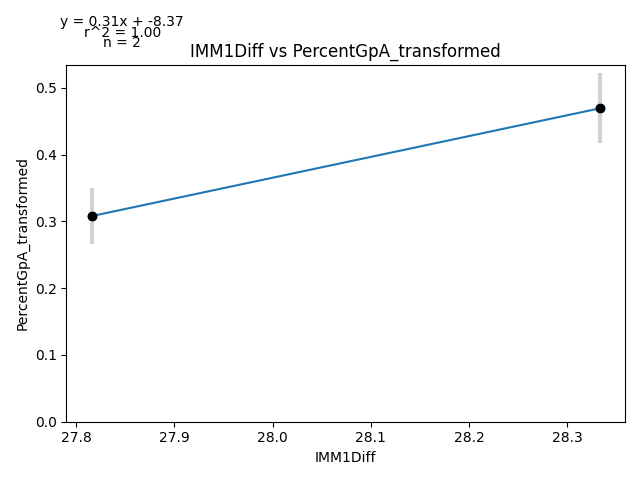 y = 0.31x + -8.37
r^2 = 1.00
n = 2
IMM1Diff vs PercentGpA_transformed
PercentGpA_transformed
0.5
0.4
0.3
0.2
0.1
0.0
27.8 27.9 28.0 28.1 28.2 28.3
IMM1Diff